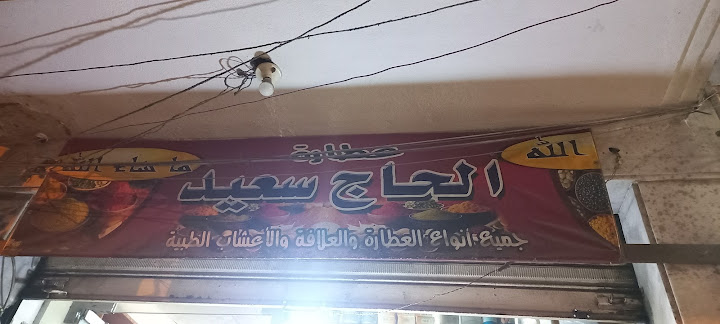 عطارة
الله
الحاج سعيد
ما شاء الله
جميع أنواع العطارة والعلافة والأعشاب الطبية